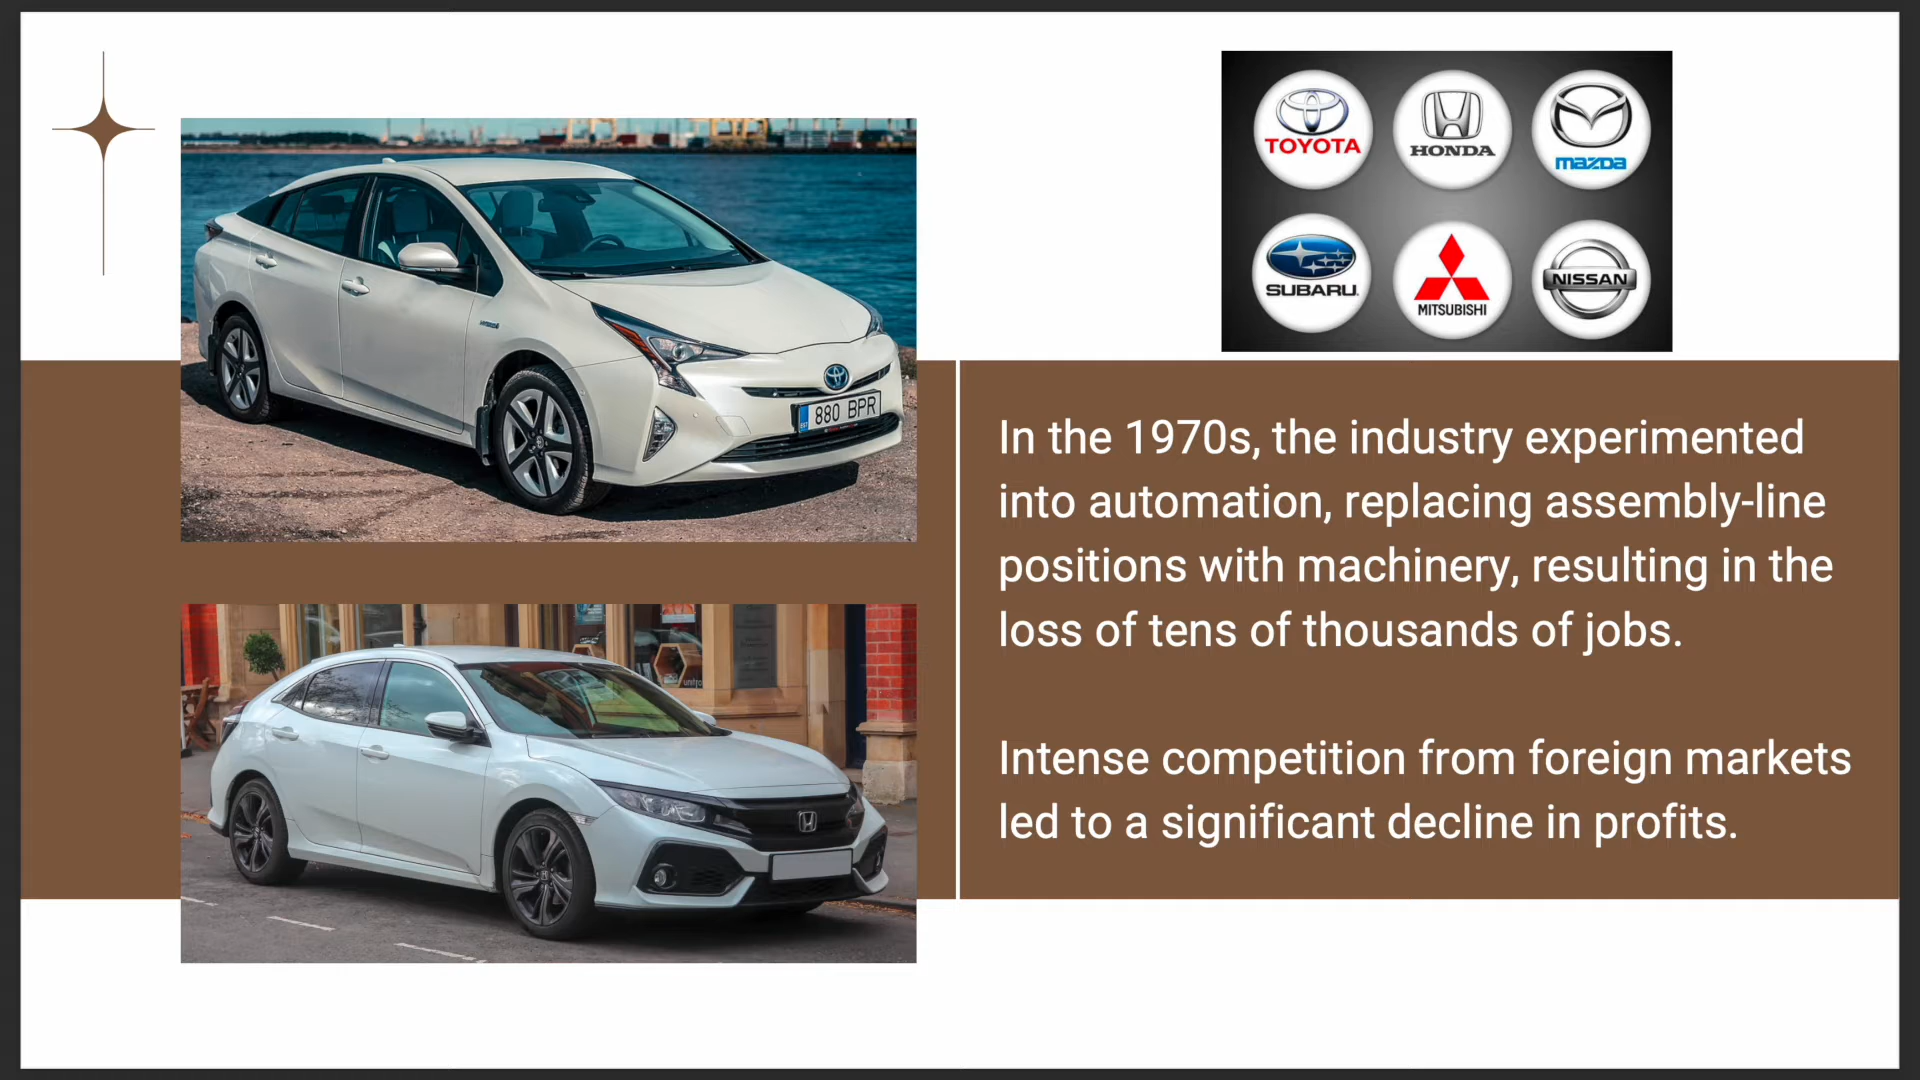 TOYOTA
HONDA
mazda
SUBARU
MITSUBISHI
NISSAN
880 BPR
In the 1970s, the industry experimented
into automation, replacing assembly-line
positions with machinery, resulting in the
loss of tens of thousands of jobs.
Intense competition from foreign markets
led to a significant decline in profits.